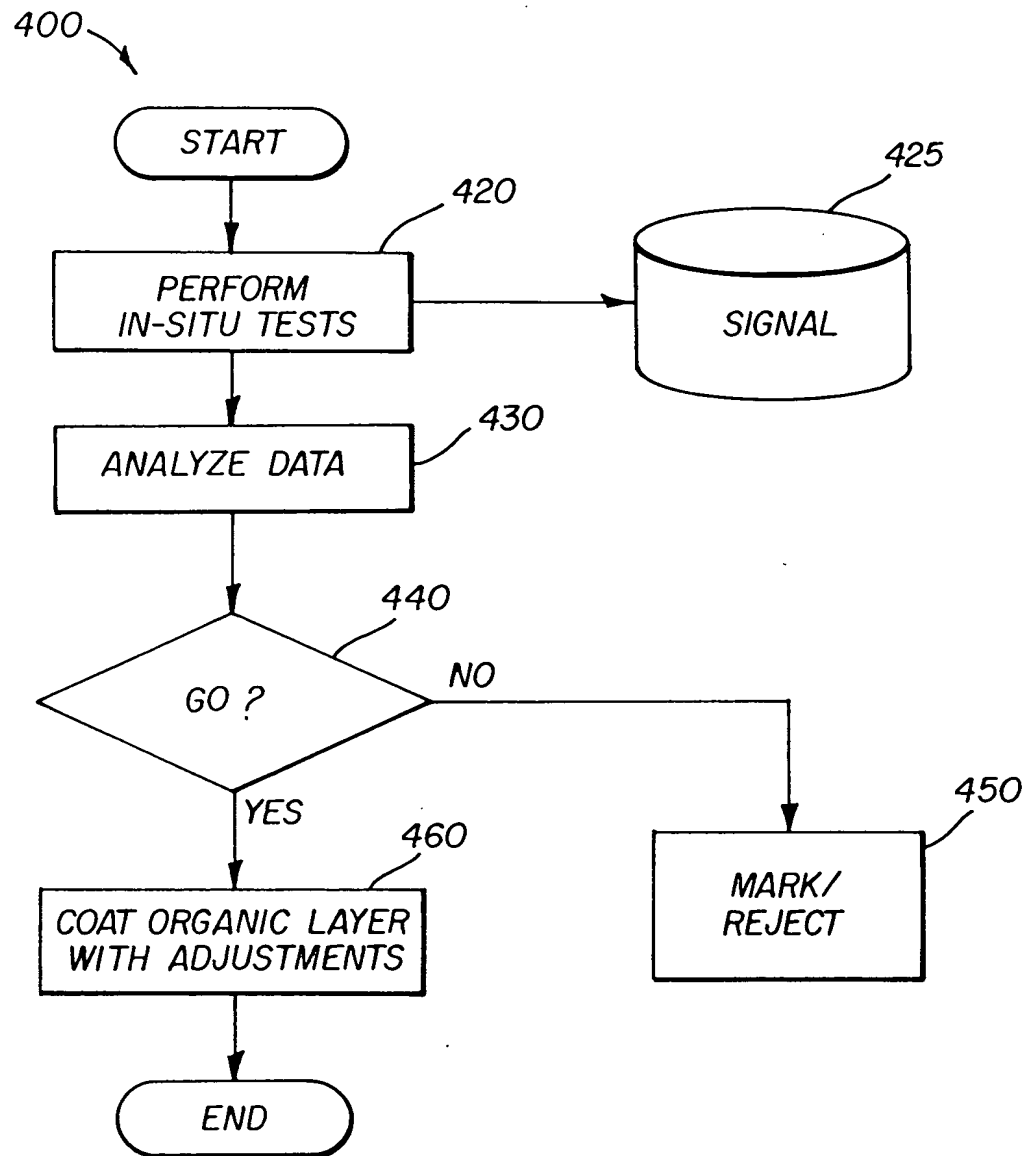 400
START
420
425
PERFORM
IN-SITU TESTS
SIGNAL
430
ANALYZE DATA
440
GO ?
NO
YES
450
460
MARK/
REJECT
COAT ORGANIC LAYER
WITH ADJUSTMENTS
END